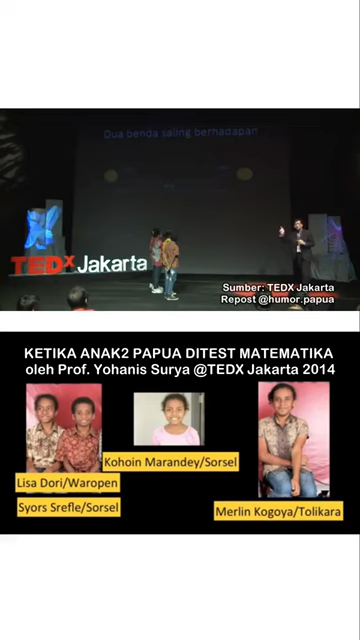 Dua benda saling berhadapan
TEDx Jakarta
Sumber: TEDX Jakarta
Repost @humor.papua
KETIKA ANAK2 PAPUA DITEST MATEMATIKA
oleh Prof. Yohanis Surya @TEDX Jakarta 2014
Kohoin Marandey/Sorsel
Lisa Dori/Waropen
Syors Srefle/Sorsel
Merlin Kogoya/Tolikara